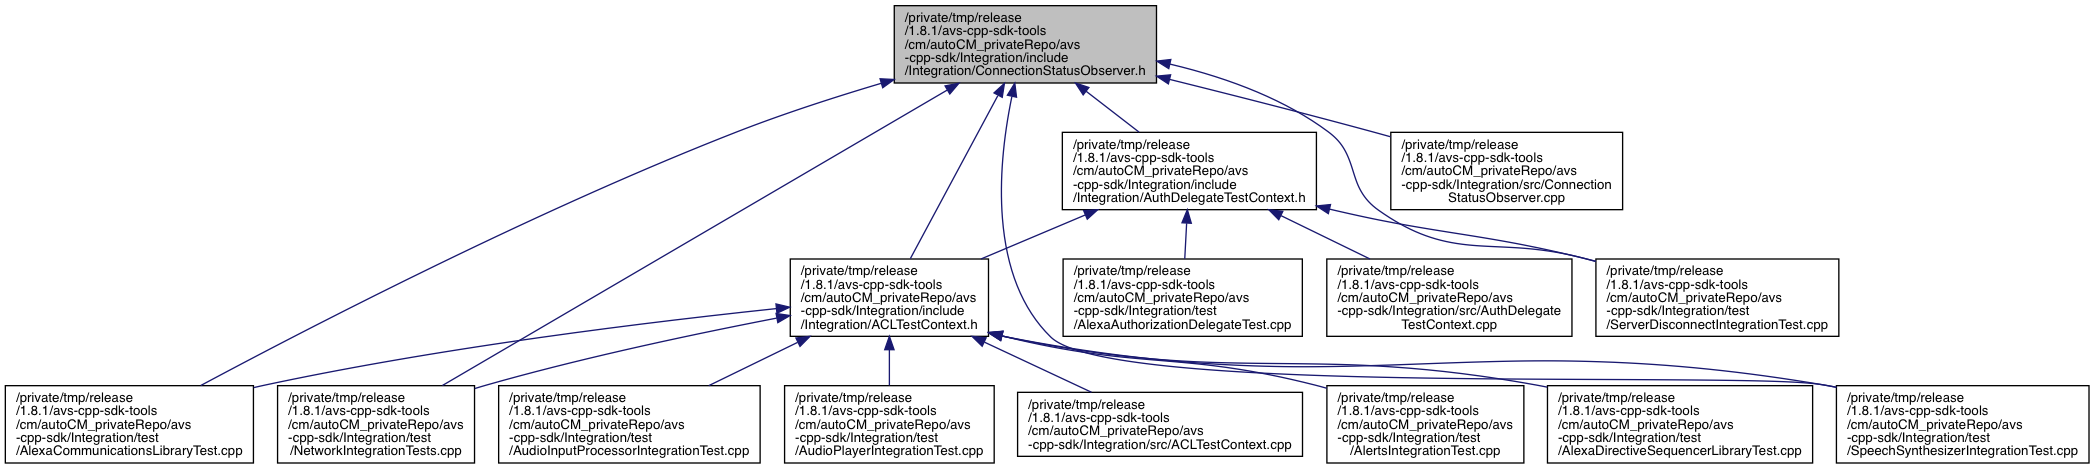 /private/tmp/release
/1.8.1/avs-cpp-sdk-tools
/cm/autoCM_privateRepo/avs
-cpp-sdk/Integration/include
/Integration/ConnectionStatusObserver.h
/private/tmp/release
/1.8.1/avs-cpp-sdk-tools
/cm/autoCM_privateRepo/avs
-cpp-sdk/Integration/include
/Integration/AuthDelegateTestContext.h
/private/tmp/release
/1.8.1/avs-cpp-sdk-tools
/cm/autoCM_privateRepo/avs
-cpp-sdk/Integration/src/Connection
StatusObserver.cpp
/private/tmp/release
/1.8.1/avs-cpp-sdk-tools
/cm/autoCM_privateRepo/avs
-cpp-sdk/Integration/include
/Integration/ACLTestContext.h
/private/tmp/release
/1.8.1/avs-cpp-sdk-tools
/cm/autoCM_privateRepo/avs
-cpp-sdk/Integration/test
/AlexaAuthorizationDelegateTest.cpp
/private/tmp/release
/1.8.1/avs-cpp-sdk-tools
/cm/autoCM_privateRepo/avs
-cpp-sdk/Integration/src/AuthDelegate
TestContext.cpp
/private/tmp/release
/1.8.1/avs-cpp-sdk-tools
/cm/autoCM_privateRepo/avs
-cpp-sdk/Integration/test
/ServerDisconnectIntegrationTest.cpp
/private/tmp/release
/1.8.1/avs-cpp-sdk-tools
/cm/autoCM_privateRepo/avs
-cpp-sdk/Integration/test
/AlexaCommunicationsLibraryTest.cpp
/private/tmp/release
/1.8.1/avs-cpp-sdk-tools
/cm/autoCM_privateRepo/avs
-cpp-sdk/Integration/test
/NetworkIntegrationTests.cpp
/private/tmp/release
/1.8.1/avs-cpp-sdk-tools
/cm/autoCM_privateRepo/avs
-cpp-sdk/Integration/test
/AudioInputProcessorIntegrationTest.cpp
/private/tmp/release
/1.8.1/avs-cpp-sdk-tools
/cm/autoCM_privateRepo/avs
-cpp-sdk/Integration/test
/AudioPlayerIntegrationTest.cpp
/private/tmp/release
/1.8.1/avs-cpp-sdk-tools
/cm/autoCM_privateRepo/avs
-cpp-sdk/Integration/src/ACLTestContext.cpp
/private/tmp/release
/1.8.1/avs-cpp-sdk-tools
/cm/autoCM_privateRepo/avs
-cpp-sdk/Integration/test
/AlertsIntegrationTest.cpp
/private/tmp/release
/1.8.1/avs-cpp-sdk-tools
/cm/autoCM_privateRepo/avs
-cpp-sdk/Integration/test
/AlexaDirectiveSequencerLibraryTest.cpp
/private/tmp/release
/1.8.1/avs-cpp-sdk-tools
/cm/autoCM_privateRepo/avs
-cpp-sdk/Integration/test
/SpeechSynthesizerIntegrationTest.cpp